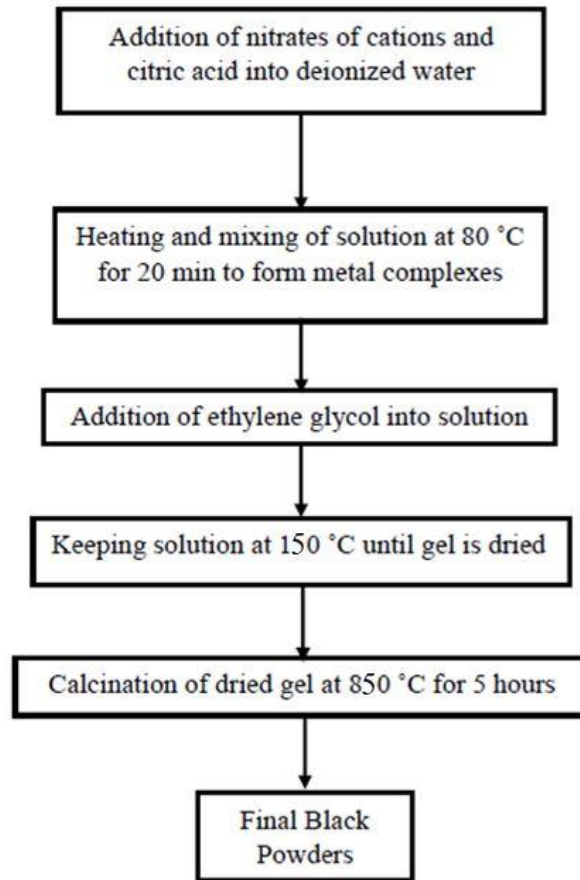 Addition of nitrates of cations and
citric acid into deionized water
Heating and mixing of solution at 80 ˚C
for 20 min to form metal complexes
Addition of ethylene glycol into solution
Keeping solution at 150 ˚C until gel is dried
Calcination of dried gel at 850 ˚C for 5 hours
Final Black
Powders